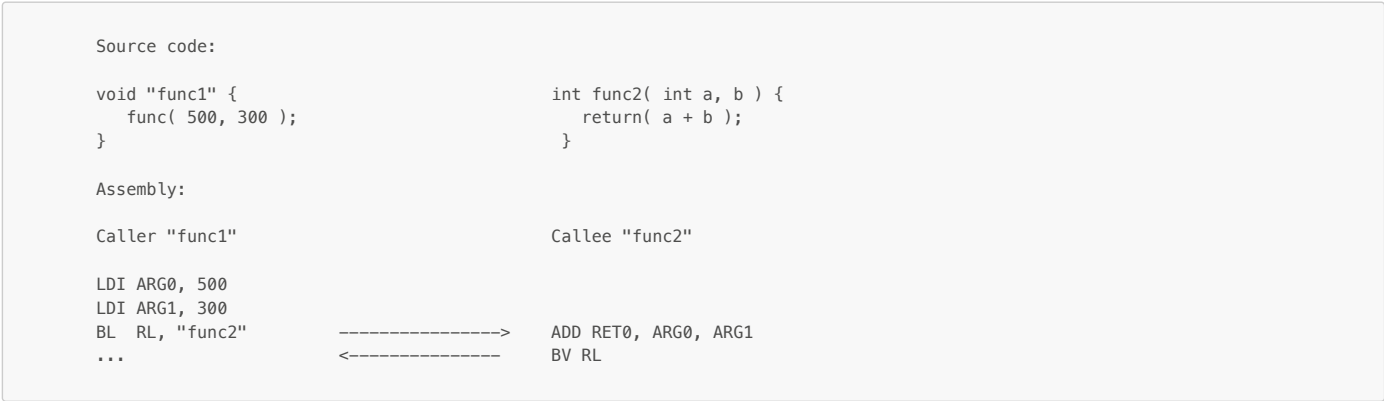 Source code:
void "func1" {                                         int func2( int a, b ) {
   func( 500, 300 );                                      return( a + b );
}                                                       }
Assembly:
Caller "func1"                                         Callee "func2"
LDI ARG0, 500
LDI ARG1, 300
BL  RL, "func2"          ---------------->    ADD RET0, ARG0, ARG1
...                      <---------------     BV RL